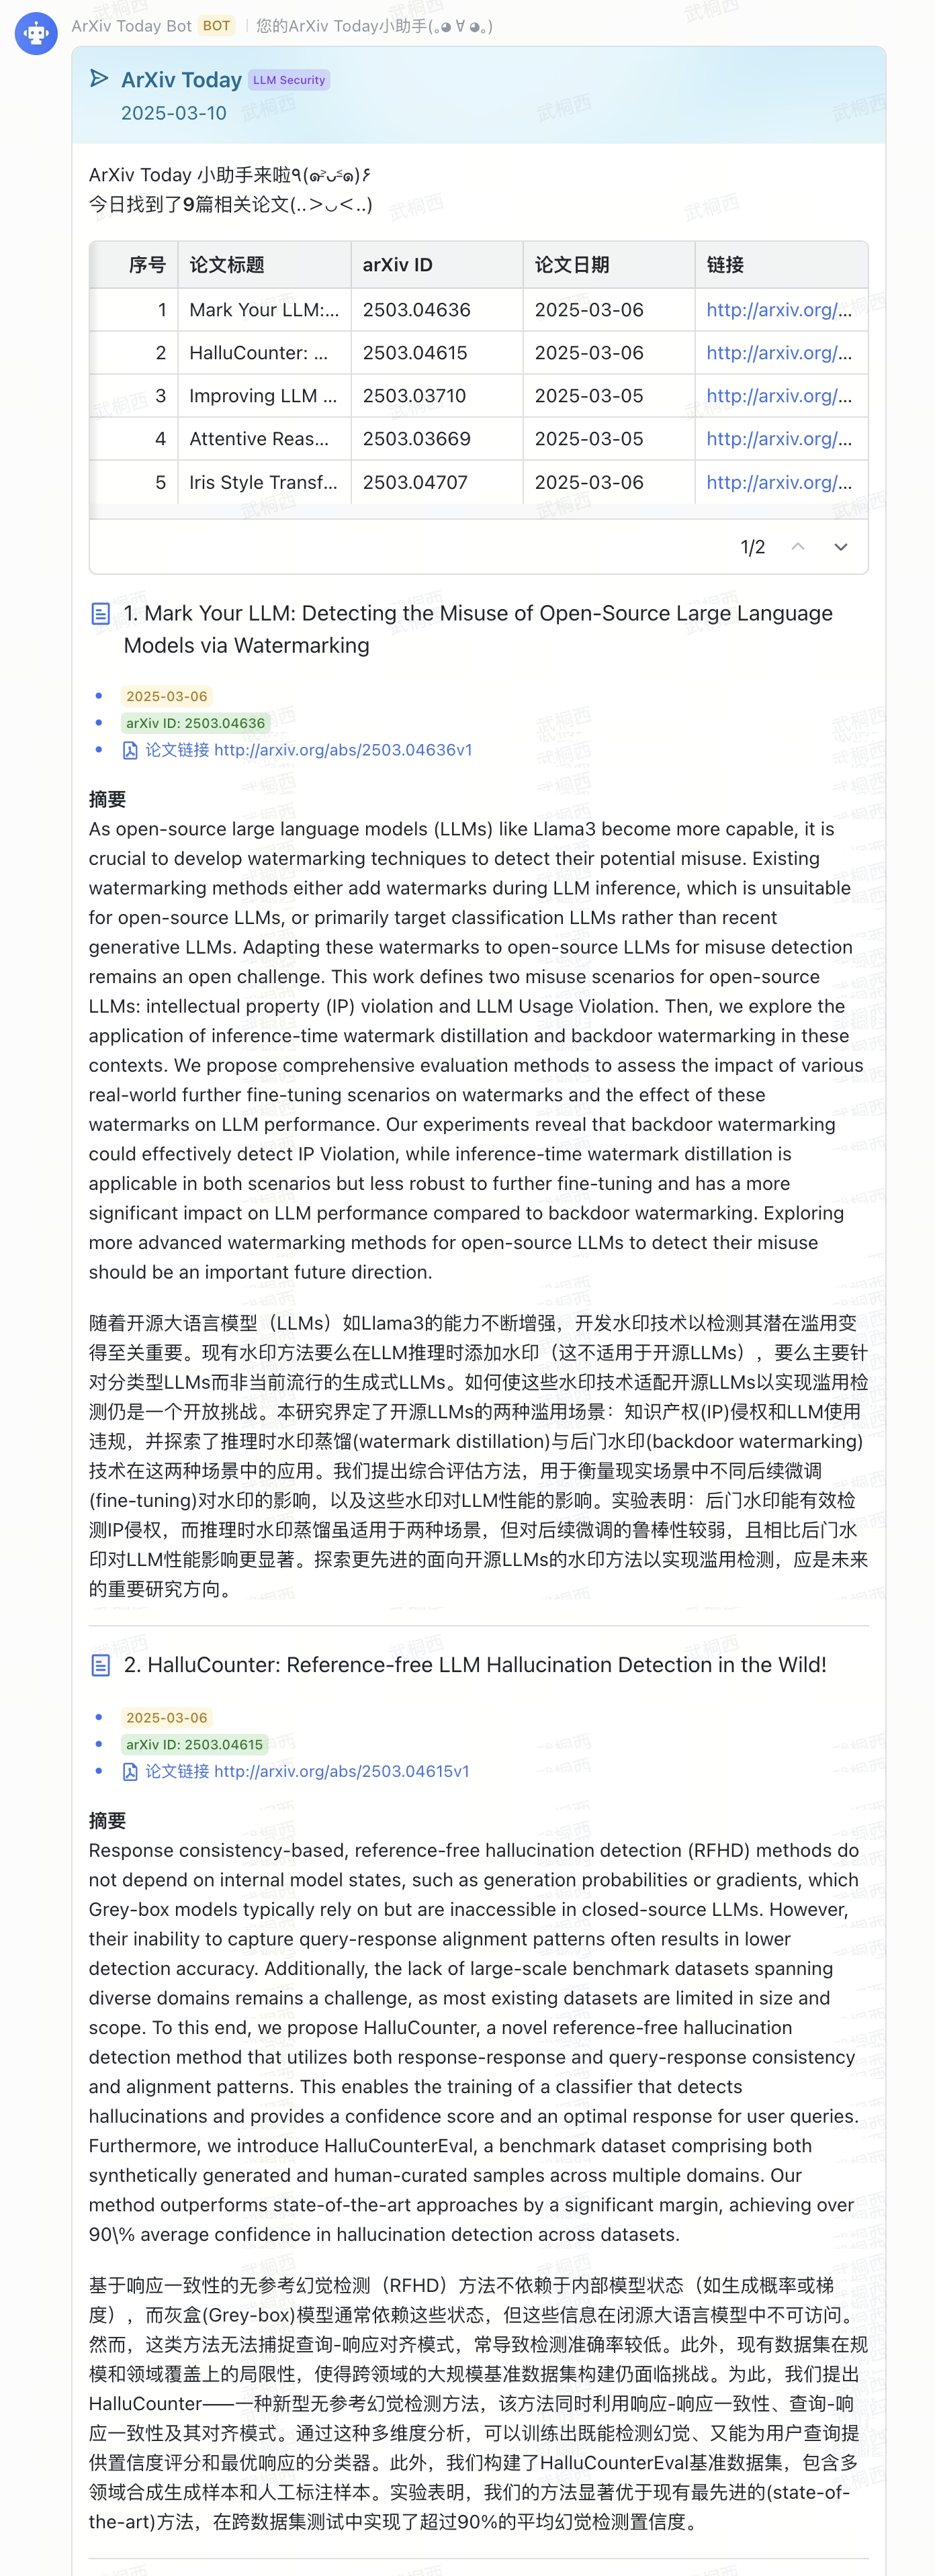 ArXiv Today Bot BOT | 您的ArXiv Today小助手(｡◕∀◕｡)
ArXiv Today LLM Security
2025-03-10
ArXiv Today 小助手来啦٩(๑>◡<๑)۶
今日找到了9篇相关论文(..＞◡＜..)
序号 论文标题 arXiv ID 论文日期 链接
1 Mark Your LLM:... 2503.04636 2025-03-06 http://arxiv.org/...
2 HalluCounter: ... 2503.04615 2025-03-06 http://arxiv.org/...
3 Improving LLM ... 2503.03710 2025-03-05 http://arxiv.org/...
4 Attentive Reas... 2503.03669 2025-03-05 http://arxiv.org/...
5 Iris Style Transf... 2503.04707 2025-03-06 http://arxiv.org/...
1/2
1. Mark Your LLM: Detecting the Misuse of Open-Source Large Language
Models via Watermarking
2025-03-06
arXiv ID: 2503.04636
论文链接 http://arxiv.org/abs/2503.04636v1
摘要
As open-source large language models (LLMs) like Llama3 become more capable, it is
crucial to develop watermarking techniques to detect their potential misuse. Existing
watermarking methods either add watermarks during LLM inference, which is unsuitable
for open-source LLMs, or primarily target classification LLMs rather than recent
generative LLMs. Adapting these watermarks to open-source LLMs for misuse detection
remains an open challenge. This work defines two misuse scenarios for open-source
LLMs: intellectual property (IP) violation and LLM Usage Violation. Then, we explore the
application of inference-time watermark distillation and backdoor watermarking in these
contexts. We propose comprehensive evaluation methods to assess the impact of various
real-world further fine-tuning scenarios on watermarks and the effect of these
watermarks on LLM performance. Our experiments reveal that backdoor watermarking
could effectively detect IP Violation, while inference-time watermark distillation is
applicable in both scenarios but less robust to further fine-tuning and has a more
significant impact on LLM performance compared to backdoor watermarking. Exploring
more advanced watermarking methods for open-source LLMs to detect their misuse
should be an important future direction.
随着开源大语言模型（LLMs）如Llama3的能力不断增强，开发水印技术以检测其潜在滥用变
得至关重要。现有水印方法要么在LLM推理时添加水印（这不适用于开源LLMs），要么主要针
对分类型LLMs而非当前流行的生成式LLMs。如何使这些水印技术适配开源LLMs以实现滥用检
测仍是一个开放挑战。本研究界定了开源LLMs的两种滥用场景：知识产权(IP)侵权和LLM使用
违规，并探索了推理时水印蒸馏(watermark distillation)与后门水印(backdoor watermarking)
技术在这两种场景中的应用。我们提出综合评估方法，用于衡量现实场景中不同后续微调
(fine-tuning)对水印的影响，以及这些水印对LLM性能的影响。实验表明：后门水印能有效检
测IP侵权，而推理时水印蒸馏虽适用于两种场景，但对后续微调的鲁棒性较弱，且相比后门水
印对LLM性能影响更显著。探索更先进的面向开源LLMs的水印方法以实现滥用检测，应是未来
的重要研究方向。
2. HalluCounter: Reference-free LLM Hallucination Detection in the Wild!
2025-03-06
arXiv ID: 2503.04615
论文链接 http://arxiv.org/abs/2503.04615v1
摘要
Response consistency-based, reference-free hallucination detection (RFHD) methods do
not depend on internal model states, such as generation probabilities or gradients, which
Grey-box models typically rely on but are inaccessible in closed-source LLMs. However,
their inability to capture query-response alignment patterns often results in lower
detection accuracy. Additionally, the lack of large-scale benchmark datasets spanning
diverse domains remains a challenge, as most existing datasets are limited in size and
scope. To this end, we propose HalluCounter, a novel reference-free hallucination
detection method that utilizes both response-response and query-response consistency
and alignment patterns. This enables the training of a classifier that detects
hallucinations and provides a confidence score and an optimal response for user queries.
Furthermore, we introduce HalluCounterEval, a benchmark dataset comprising both
synthetically generated and human-curated samples across multiple domains. Our
method outperforms state-of-the-art approaches by a significant margin, achieving over
90\% average confidence in hallucination detection across datasets.
基于响应一致性的无参考幻觉检测（RFHD）方法不依赖于内部模型状态（如生成概率或梯
度），而灰盒(Grey-box)模型通常依赖这些状态，但这些信息在闭源大语言模型中不可访问。
然而，这类方法无法捕捉查询-响应对齐模式，常导致检测准确率较低。此外，现有数据集在规
模和领域覆盖上的局限性，使得跨领域的大规模基准数据集构建仍面临挑战。为此，我们提出
HalluCounter——一种新型无参考幻觉检测方法，该方法同时利用响应-响应一致性、查询-响
应一致性及其对齐模式。通过这种多维度分析，可以训练出既能检测幻觉、又能为用户查询提
供置信度评分和最优响应的分类器。此外，我们构建了HalluCounterEval基准数据集，包含多
领域合成生成样本和人工标注样本。实验表明，我们的方法显著优于现有最先进的(state-of-
the-art)方法，在跨数据集测试中实现了超过90%的平均幻觉检测置信度。
武桐西